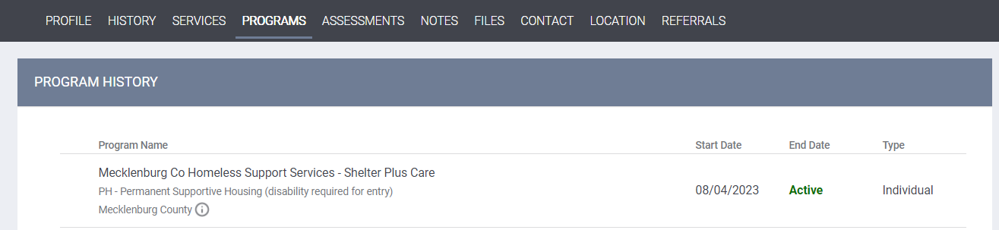 PROFILE HISTORY SERVICES PROGRAMS ASSESSMENTS NOTES FILES CONTACT LOCATION REFERRALS
PROGRAM HISTORY
Program Name Start Date End Date Type
Mecklenburg Co Homeless Support Services - Shelter Plus Care
PH - Permanent Supportive Housing (disability required for entry) 08/04/2023 Active Individual
Mecklenburg County